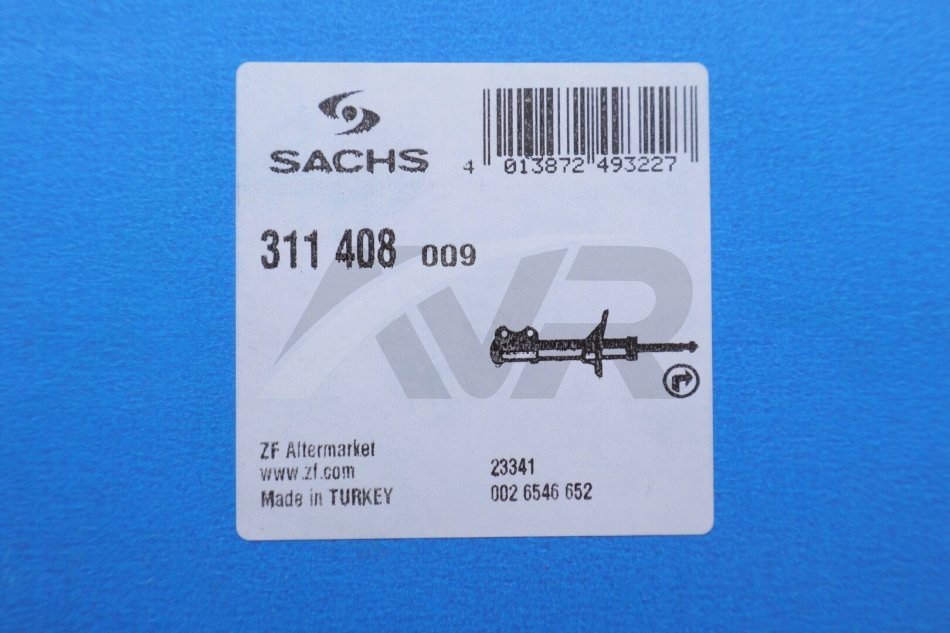 SACHS
4 013872 493227
311 408 009
AVR
ZF Aftermarket
www.zf.com
Made in TURKEY
23341
002 6546 652